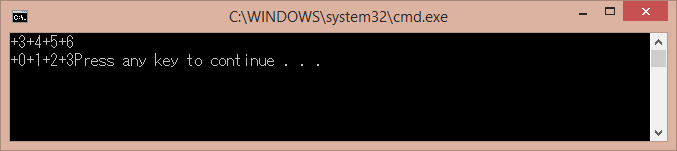 C:\WINDOWS\system32\cmd.exe
+3+4+5+6
+0+1+2+3Press any key to continue . . .